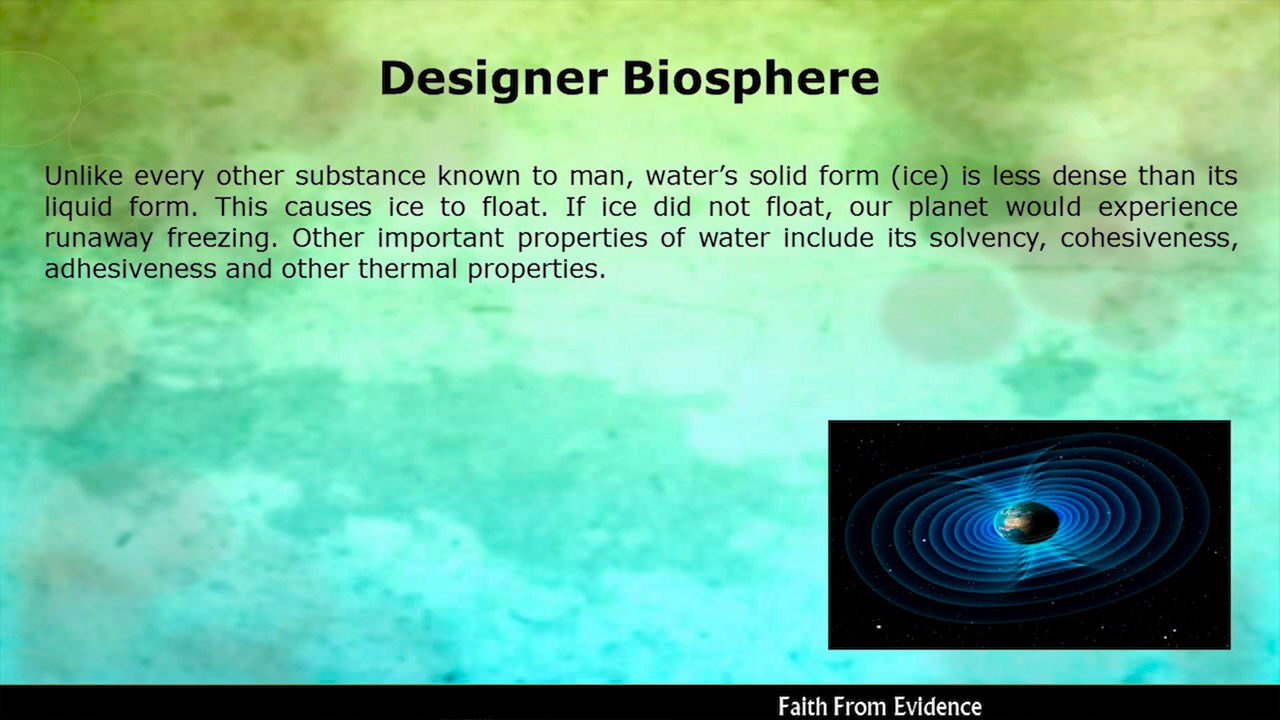 Designer Biosphere
Unlike every other substance known to man, water’s solid form (ice) is less dense than its
liquid form. This causes ice to float. If ice did not float, our planet would experience
runaway freezing. Other important properties of water include its solvency, cohesiveness,
adhesiveness and other thermal properties.
Faith From Evidence